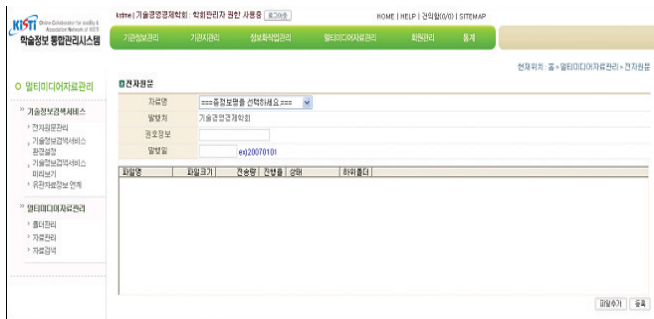 KISTI
학술정보 통합관리시스템
kstme | 기술경영경제학회 : 학회관리자 권한 사용중 로그아웃
HOME | HELP | 건의함(0/0) | SITEMAP
기관정보관리 기관지관리 정보화작업관리 멀티미디어자료관리 회원관리 통계
현재위치 : 홈 » 멀티미디어자료관리 » 전자원문
멀티미디어자료관리
기술정보검색서비스
전자원문관리
기술정보검색서비스
환경설정
기술정보검색서비스
미리보기
유관자료정보 연계
멀티미디어자료관리
폴더관리
자료관리
자료검색
전자원문
자료명 ===종정보명을 선택하세요.===
발행처 기술경영경제학회
권호정보
발행일 ex)20070101
파일명 파일크기 전송량 진행율 상태 하위폴더
파일추가 등록